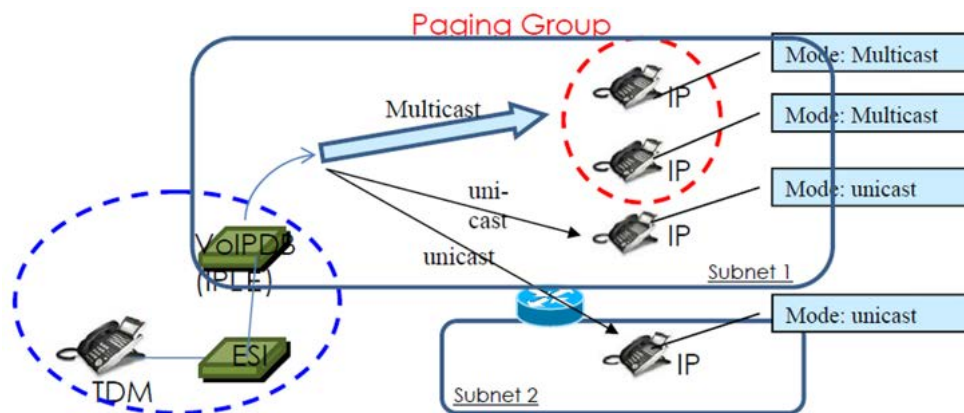 Paging Group
Mode: Multicast
IP
Multicast
Mode: Multicast
IP
uni-
cast
Mode: unicast
IP
VoIPDB
(IPLE)
unicast
Subnet 1
Mode: unicast
ESI
IP
TDM
Subnet 2